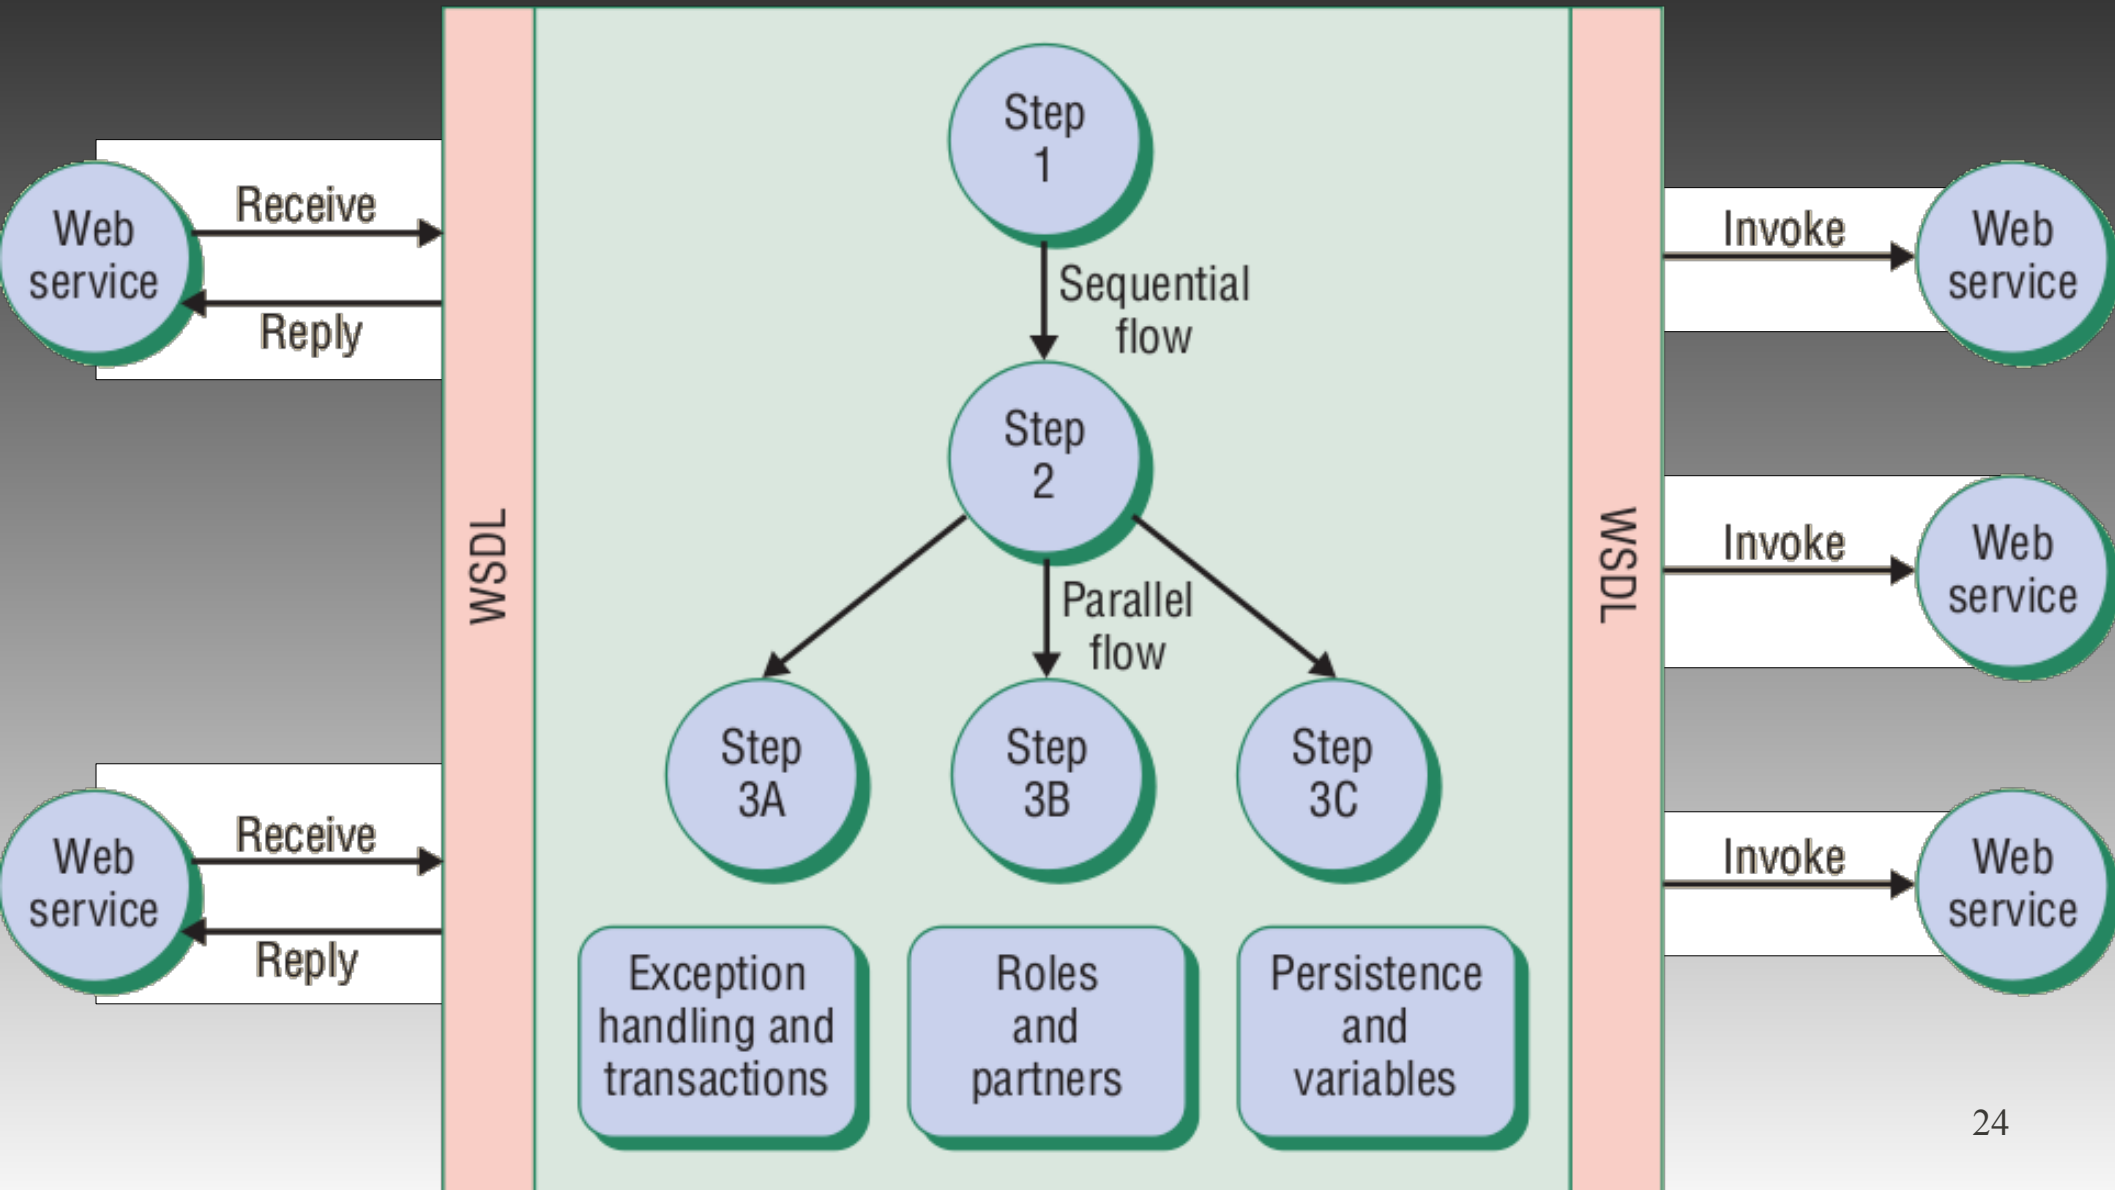 Web
service
Receive
Reply
Web
service
Receive
Reply
WSDL
Step
1
Sequential
flow
Step
2
Parallel
flow
Step
3A
Step
3B
Step
3C
Exception
handling and
transactions
Roles
and
partners
Persistence
and
variables
WSDL
Invoke
Web
service
Invoke
Web
service
Invoke
Web
service
24